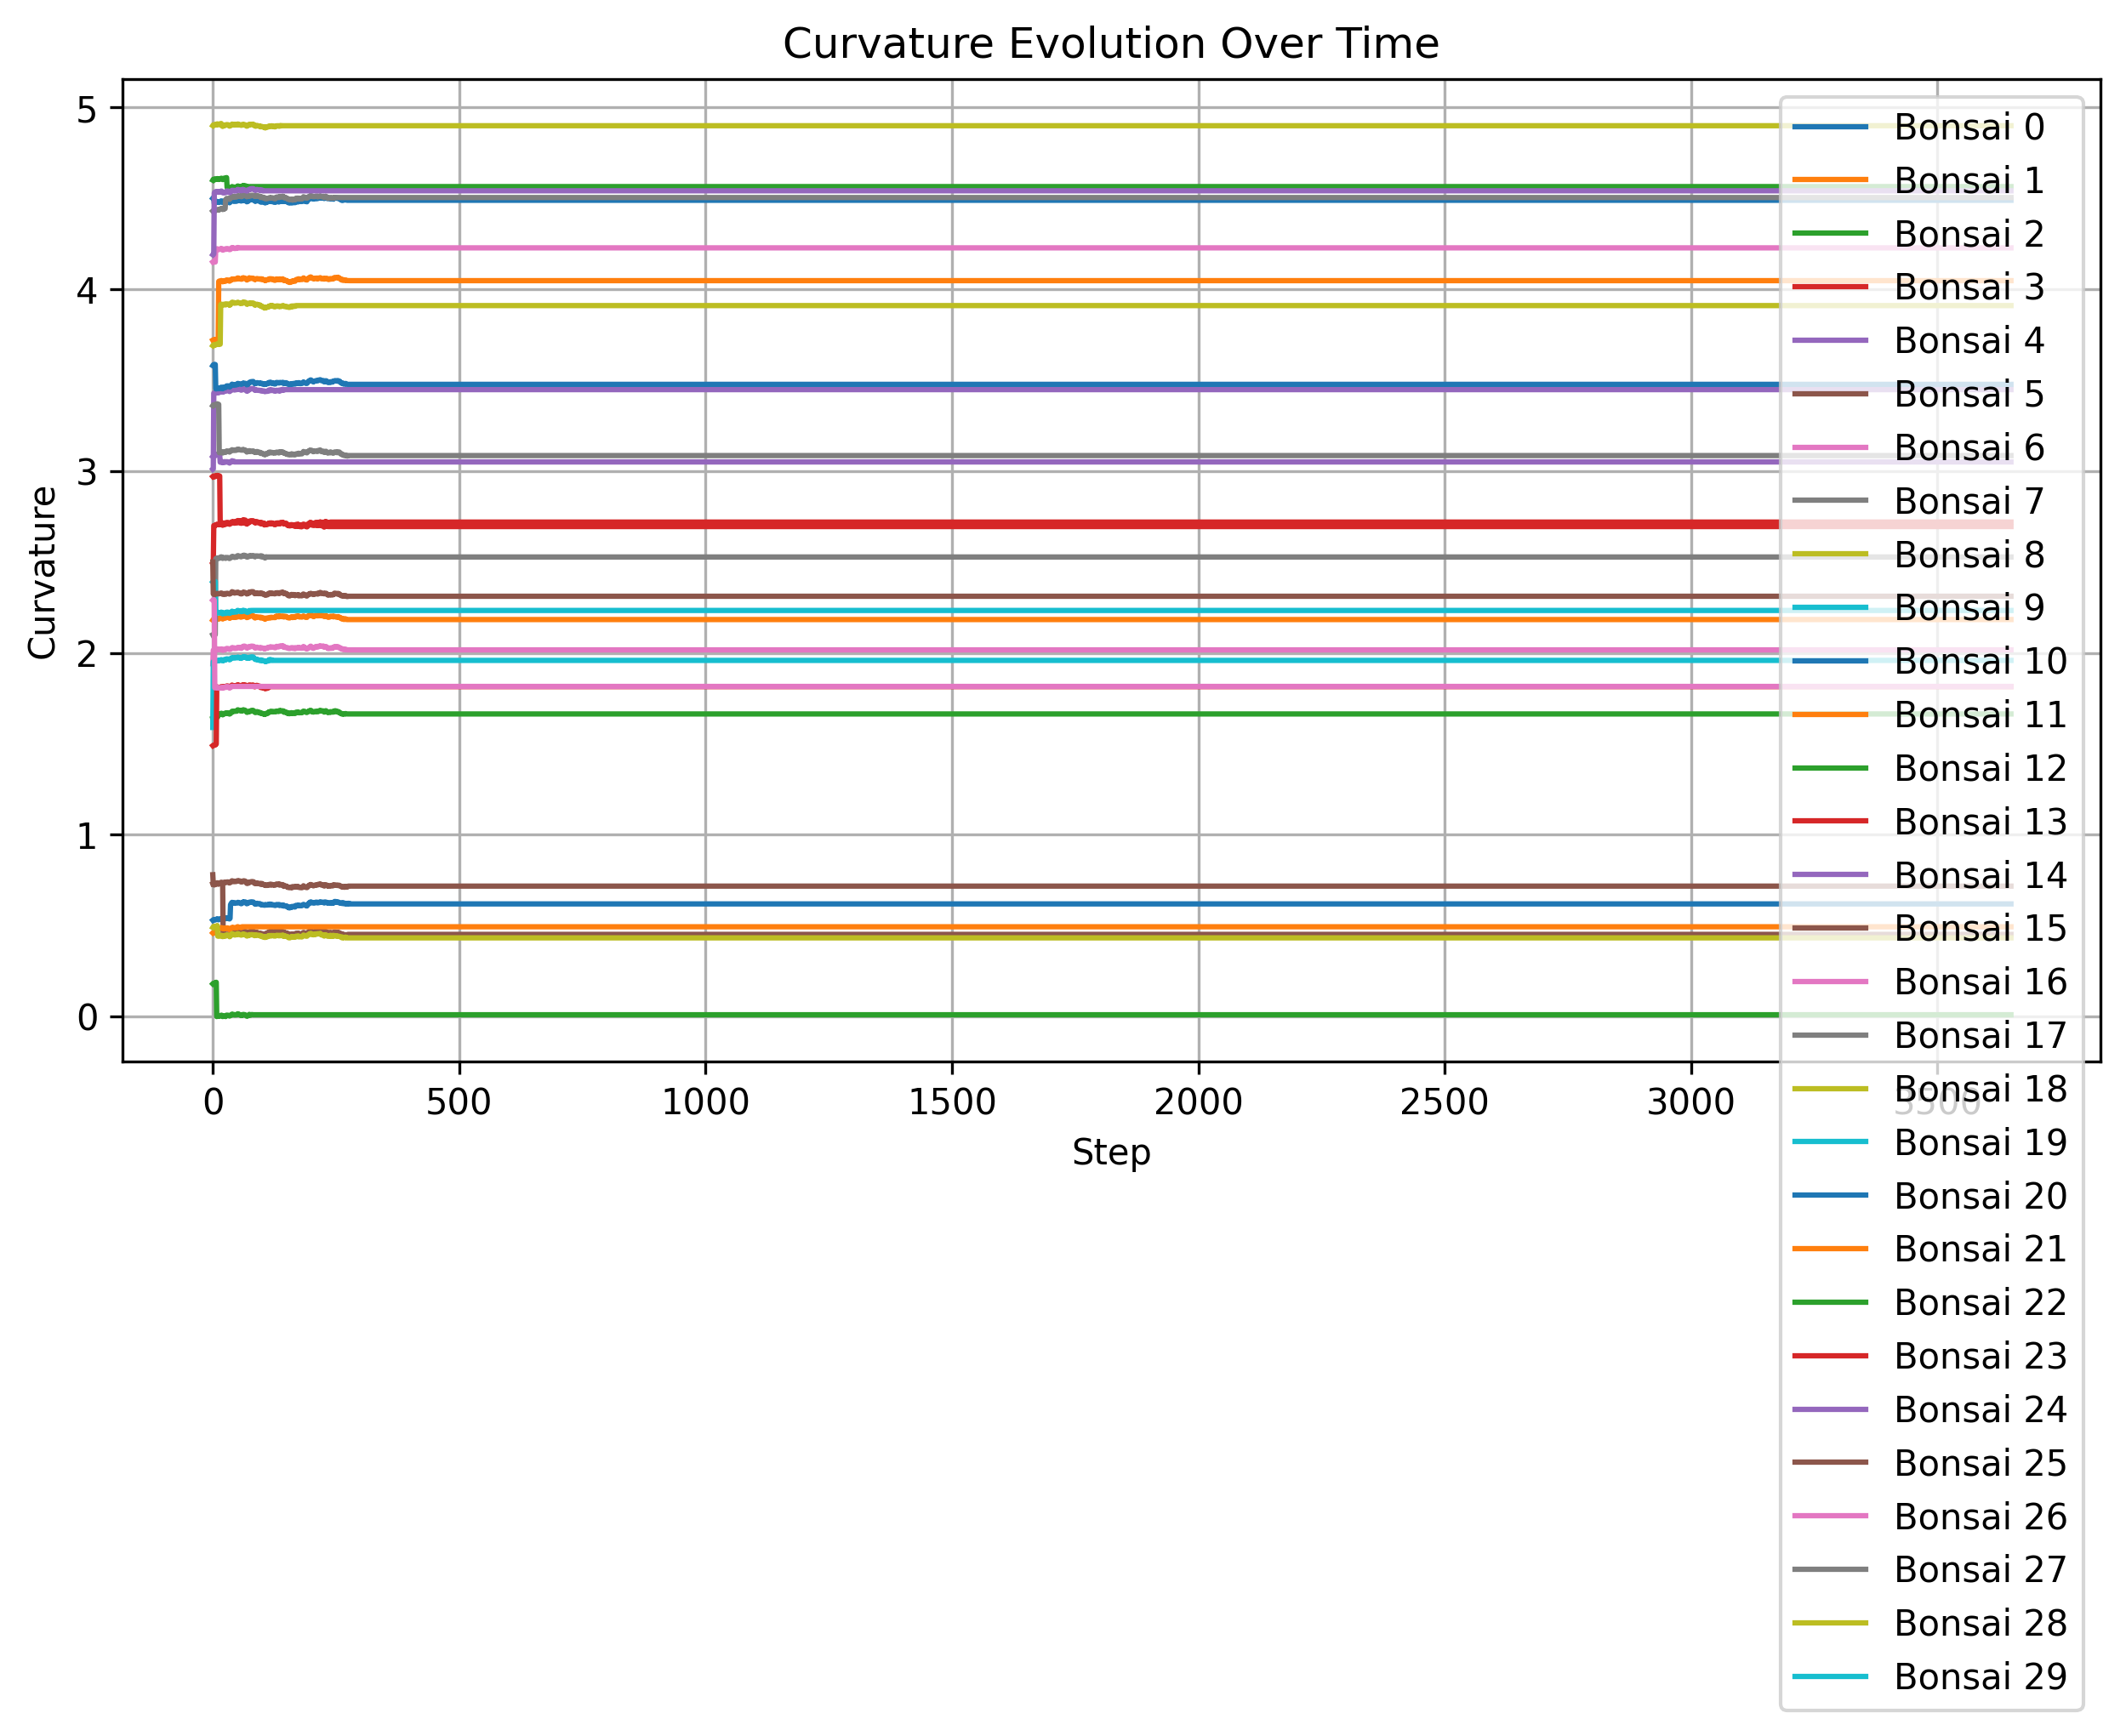 Curvature Evolution Over Time
Curvature
5
4
3
2
1
0
0
500
1000
1500
2000
2500
3000
3500
Step
Bonsai 0
Bonsai 1
Bonsai 2
Bonsai 3
Bonsai 4
Bonsai 5
Bonsai 6
Bonsai 7
Bonsai 8
Bonsai 9
Bonsai 10
Bonsai 11
Bonsai 12
Bonsai 13
Bonsai 14
Bonsai 15
Bonsai 16
Bonsai 17
Bonsai 18
Bonsai 19
Bonsai 20
Bonsai 21
Bonsai 22
Bonsai 23
Bonsai 24
Bonsai 25
Bonsai 26
Bonsai 27
Bonsai 28
Bonsai 29